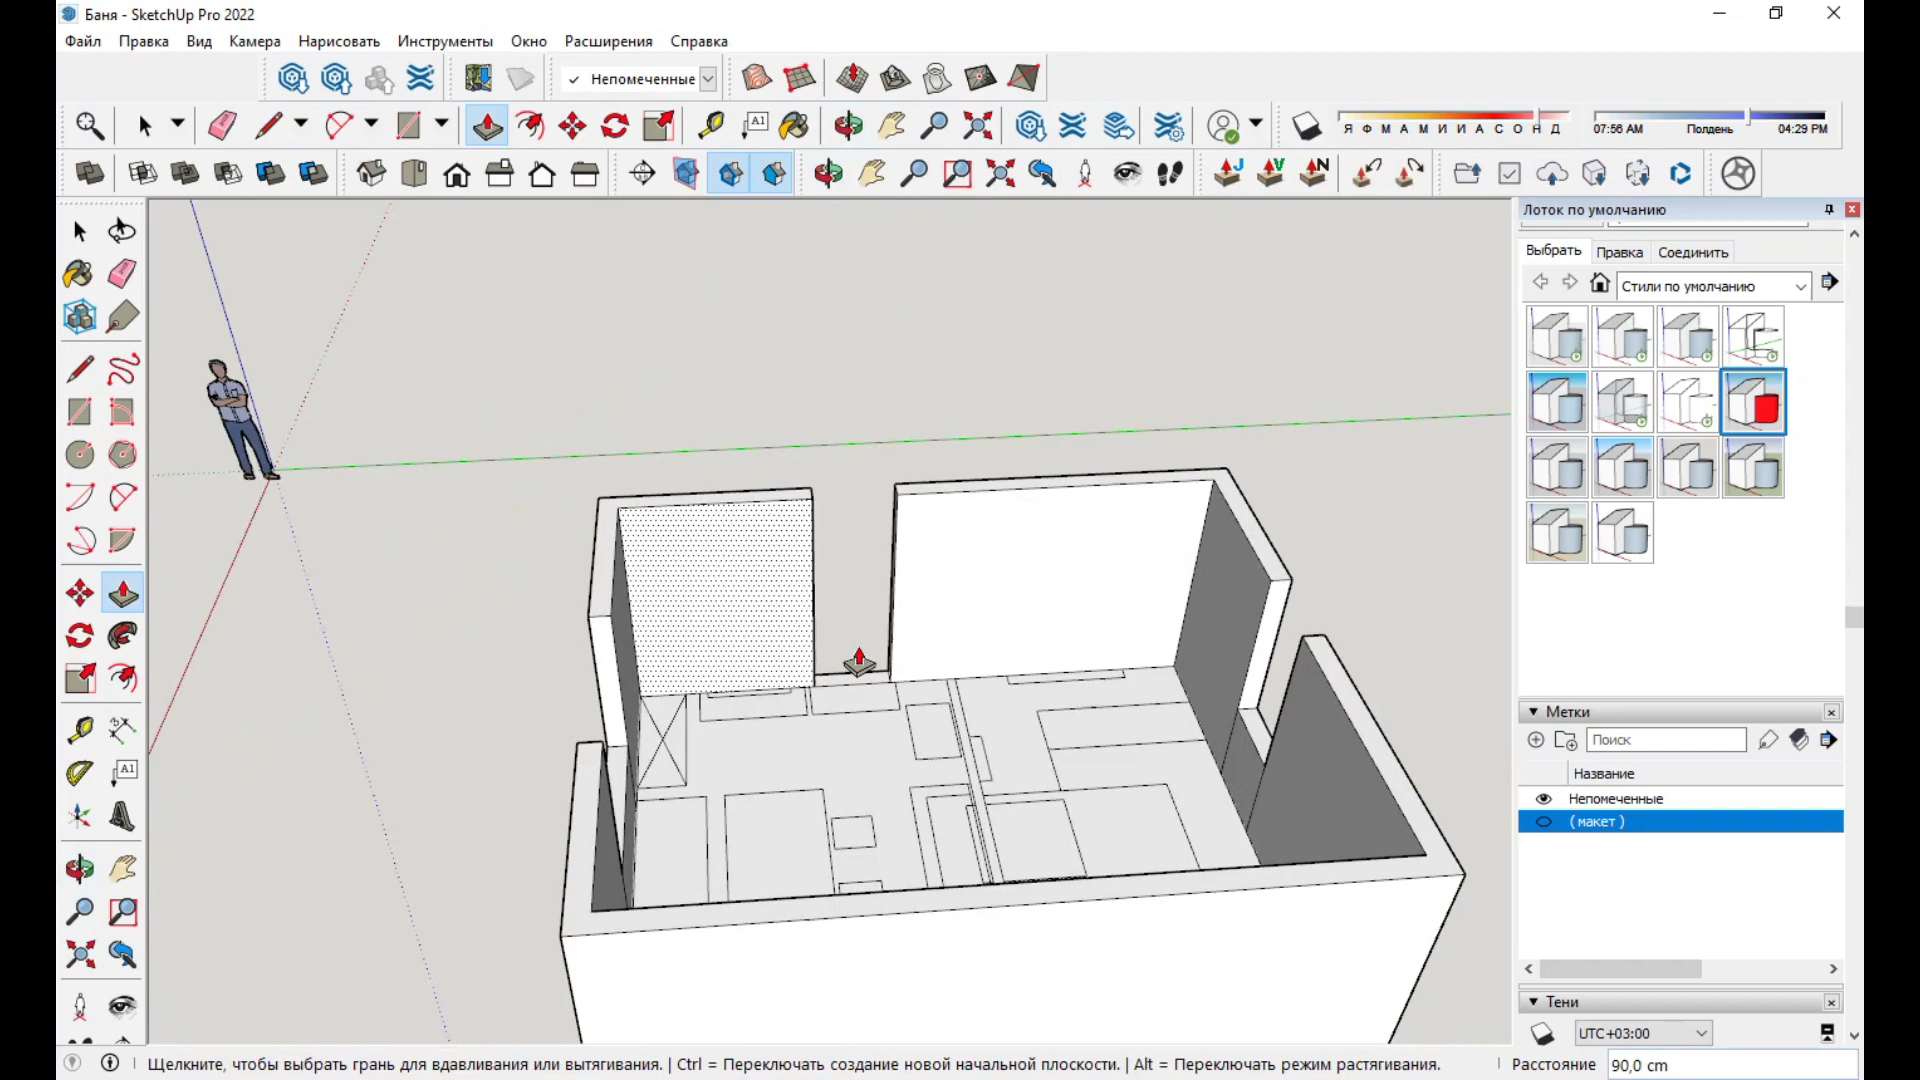 Баня - SketchUp Pro 2022
Файл Правка Вид Камера Нарисовать Инструменты Окно Расширения Справка
Непомеченные
A1
Я Ф М А М И И А С О Н Д
07:56 AM Полдень 04:29 PM
J V N
Лоток по умолчанию
Выбрать Правка Соединить
Стили по умолчанию
A1
Метки
Поиск
Название
Непомеченные
( макет )
Тени
UTC+03:00
Щелкните, чтобы выбрать грань для вдавливания или вытягивания. | Ctrl = Переключать создание новой начальной плоскости. | Alt = Переключать режим растягивания.
Расстояние 90,0 cm